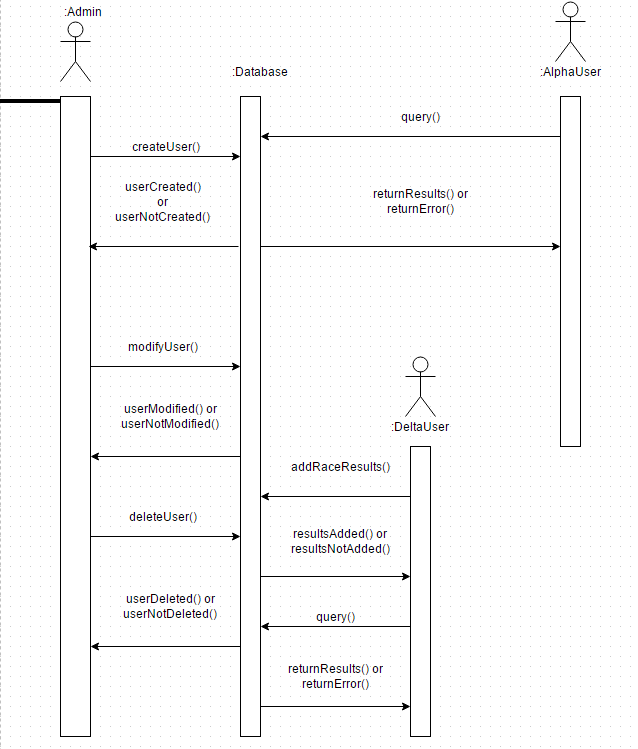 :Admin
:Database
:AlphaUser
query()
createUser()
userCreated()
or
userNotCreated()
returnResults() or
returnError()
modifyUser()
userModified() or
userNotModified()
:DeltaUser
addRaceResults()
deleteUser()
resultsAdded() or
resultsNotAdded()
userDeleted() or
userNotDeleted()
query()
returnResults() or
returnError()